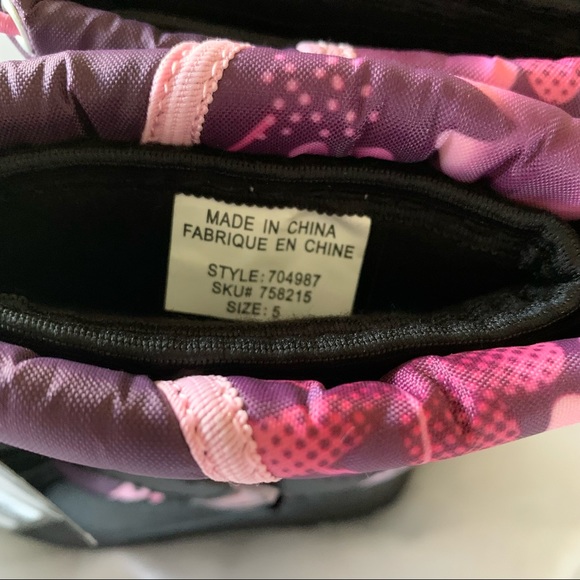 MADE IN CHINA
FABRIQUE EN CHINE
STYLE: 704987
SKU# 758215
SIZE: 5